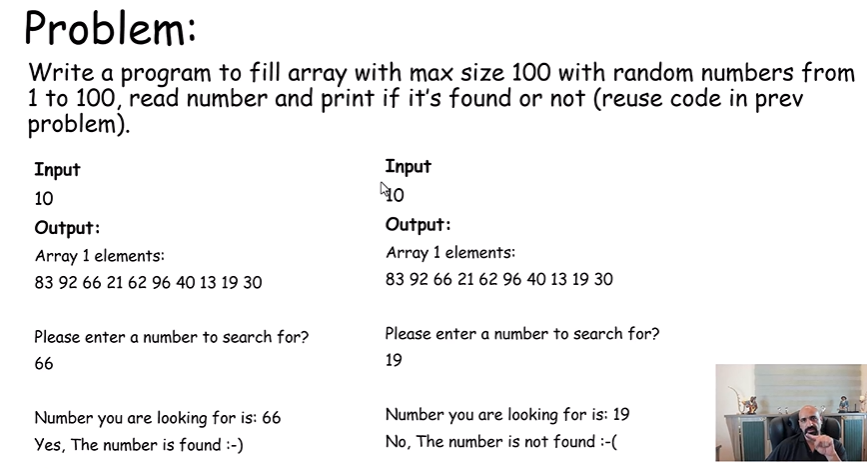 Problem:
Write a program to fill array with max size 100 with random numbers from
1 to 100, read number and print if it's found or not (reuse code in prev
problem).
Input
10
Output:
Array 1 elements:
83 92 66 21 62 96 40 13 19 30
Please enter a number to search for?
66
Number you are looking for is: 66
Yes, The number is found :-)
Input
10
Output:
Array 1 elements:
83 92 66 21 62 96 40 13 19 30
Please enter a number to search for?
19
Number you are looking for is: 19
No, The number is not found :-(